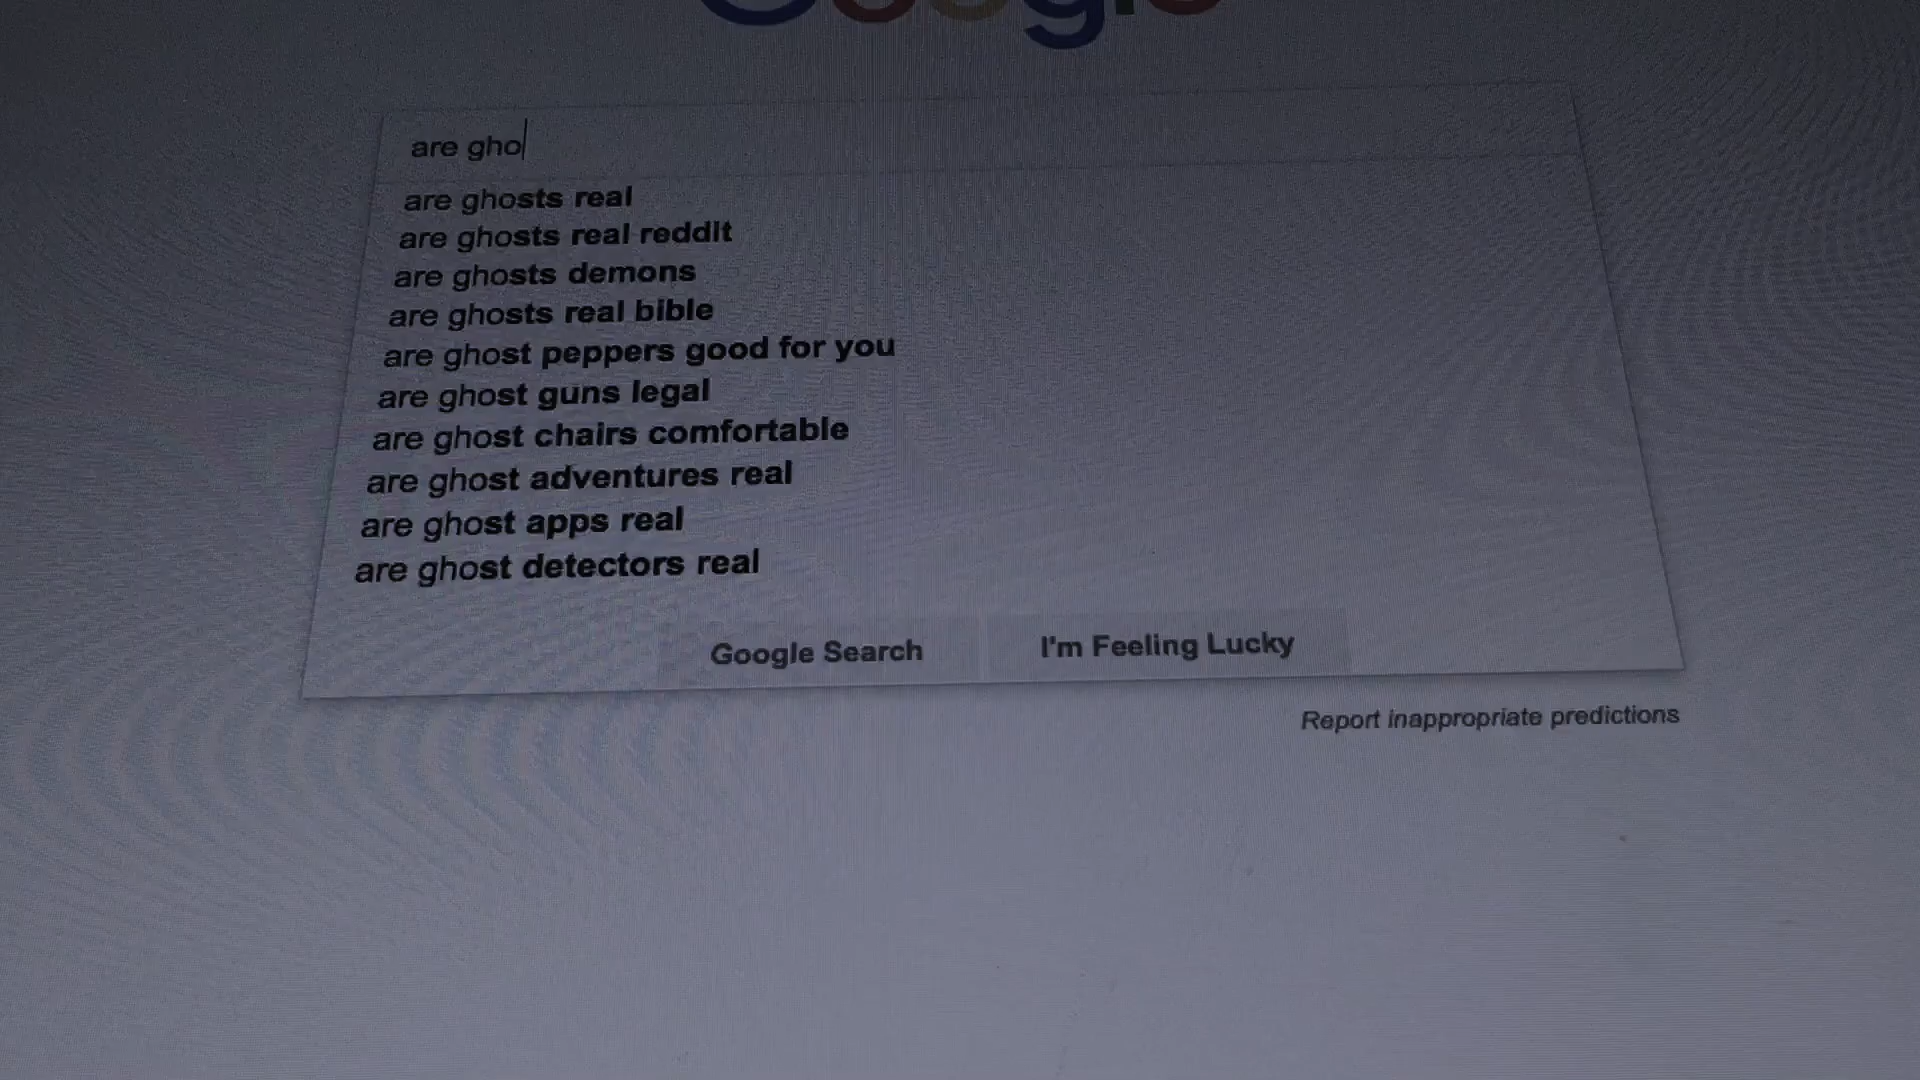 Google
are gho
are ghosts real
are ghosts real reddit
are ghosts demons
are ghosts real bible
are ghost peppers good for you
are ghost guns legal
are ghost chairs comfortable
are ghost adventures real
are ghost apps real
are ghost detectors real
Google Search
I'm Feeling Lucky
Report inappropriate predictions